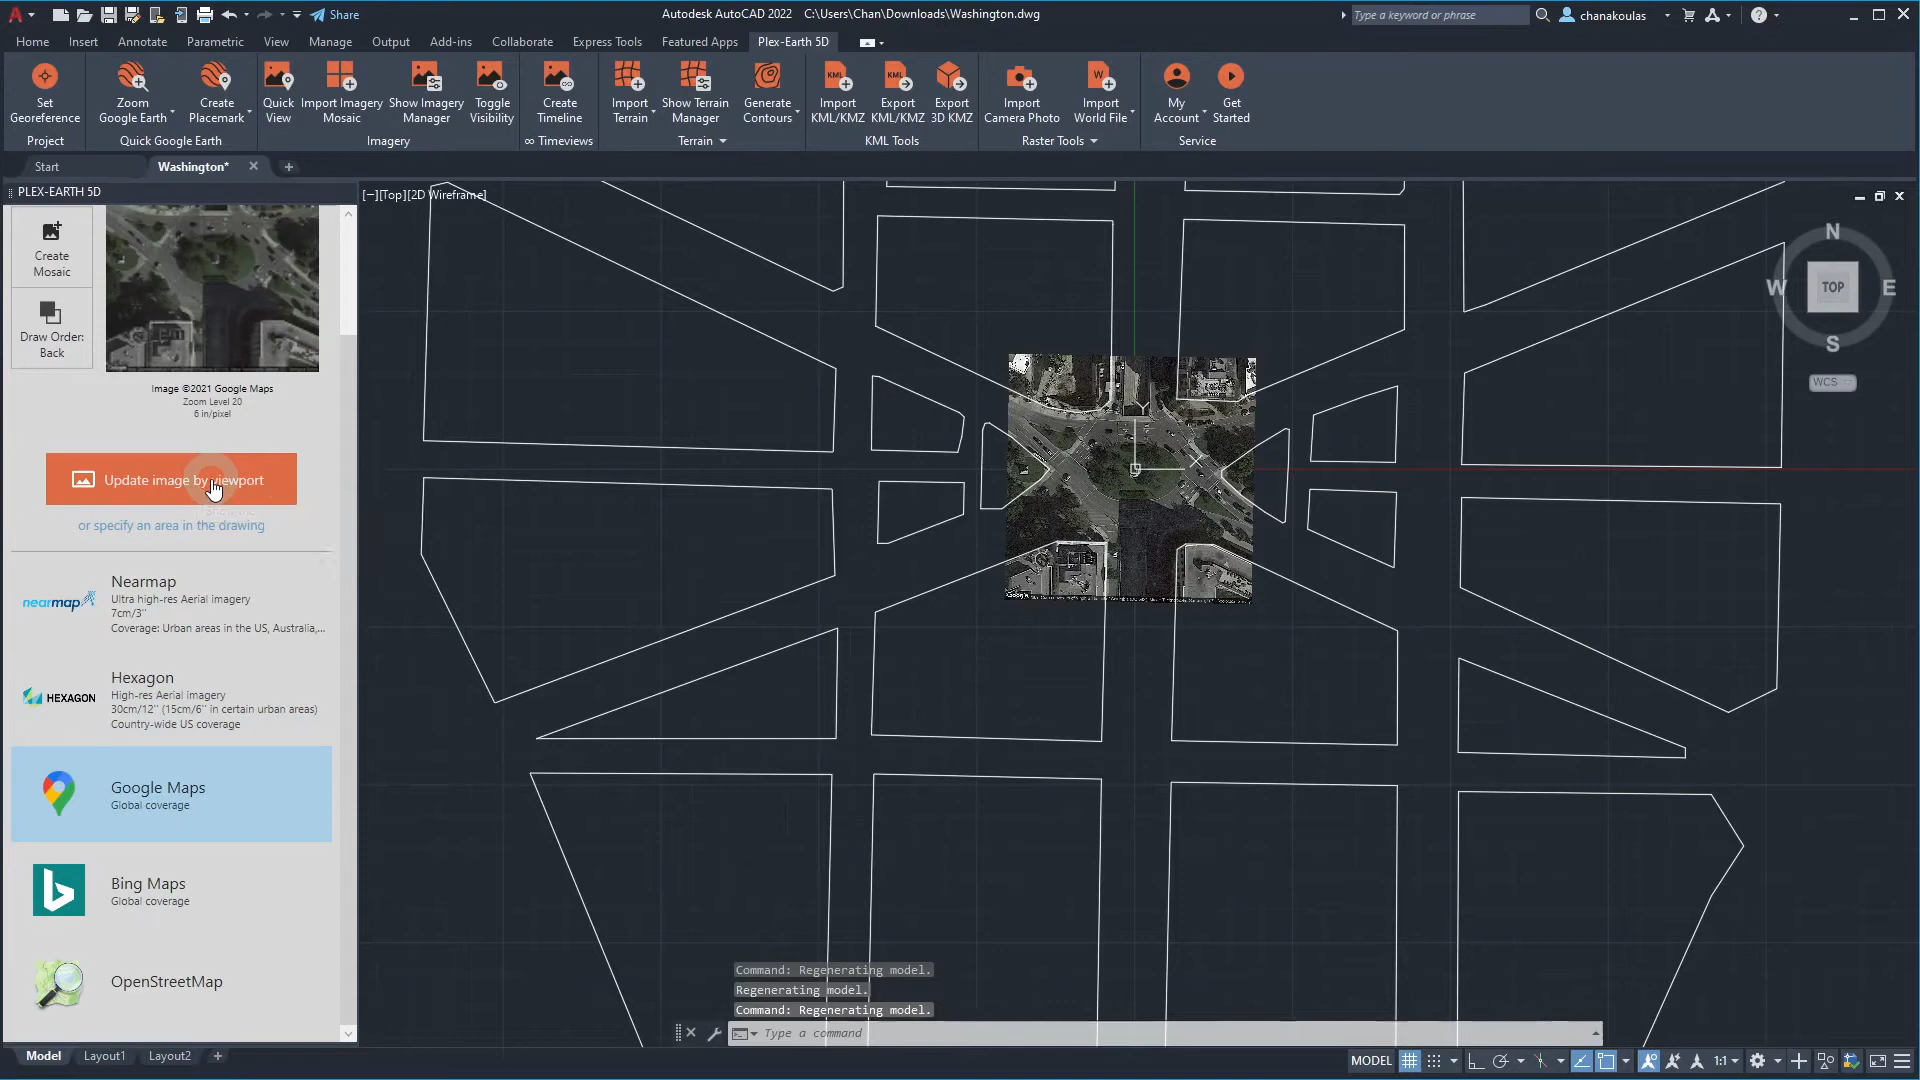 Share
Autodesk AutoCAD 2022 C:\Users\Chan\Downloads\Washington.dwg
Type a keyword or phrase
chanakoulas
Home Insert Annotate Parametric View Manage Output Add-ins Collaborate Express Tools Featured Apps Plex-Earth 5D
Set Georeference
Zoom Google Earth
Create Placemark
Quick View
Import Imagery Mosaic
Show Imagery Manager
Toggle Visibility
Create Timeline
Import Terrain
Show Terrain Manager
Generate Contours
Import KML/KMZ
Export KML/KMZ
Export 3D KMZ
Import Camera Photo
Import World File
My Account
Get Started
Project Quick Google Earth Imagery ∞ Timeviews Terrain KML Tools Raster Tools Service
Start Washington*
PLEX-EARTH 5D
[−][Top][2D Wireframe]
Create
Mosaic
Draw Order:
Back
Image ©2021 Google Maps
Zoom Level 20
6 in/pixel
Update image by viewport
or specify an area in the drawing
nearmap
Nearmap
Ultra high-res Aerial imagery
7cm/3''
Coverage: Urban areas in the US, Australia,...
HEXAGON
Hexagon
High-res Aerial imagery
30cm/12'' (15cm/6'' in certain urban areas)
Country-wide US coverage
Google Maps
Global coverage
Bing Maps
Global coverage
OpenStreetMap
N
W TOP E
S
WCS
Y
X
Google
Command: Regenerating model.
Regenerating model.
Command: Regenerating model.
Type a command
Model Layout1 Layout2
MODEL 1:1